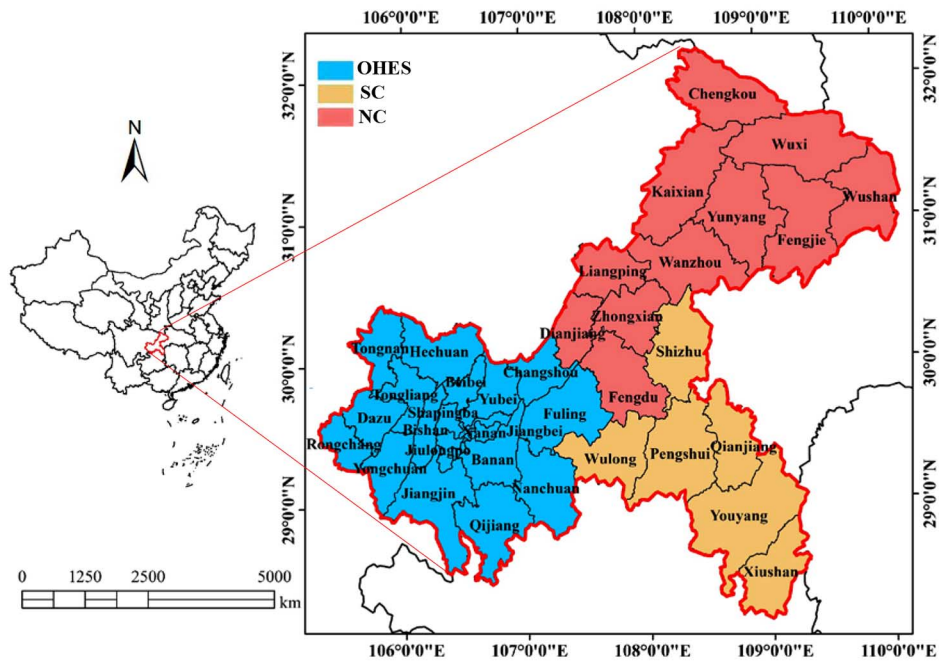 106°0'0"E 107°0'0"E 108°0'0"E 109°0'0"E 110°0'0"E
OHES
SC
NC
N
32°0'0"N
31°0'0"N
30°0'0"N
29°0'0"N
32°0'0"N
31°0'0"N
30°0'0"N
29°0'0"N
Chengkou
Wuxi
Kaixian
Wushan
Yunyang
Fengjie
Wanzhou
Liangping
Zhongxian
Dianjiang
Shizhu
Tongnan
Hechuan
Changshou
Beibei
Tongliang
Yubei
Fengdu
Dazu
Shapingba
Fuling
Bishan
Nanan
Jiangbei
Rongchang
Jiulongpo
Banan
Wulong
Pengshui
Qianjiang
Yongchuan
Jiangjin
Nanchuan
Qijiang
Youyang
Xiushan
0 1250 2500 5000
km
106°0'0"E 107°0'0"E 108°0'0"E 109°0'0"E 110°0'0"E